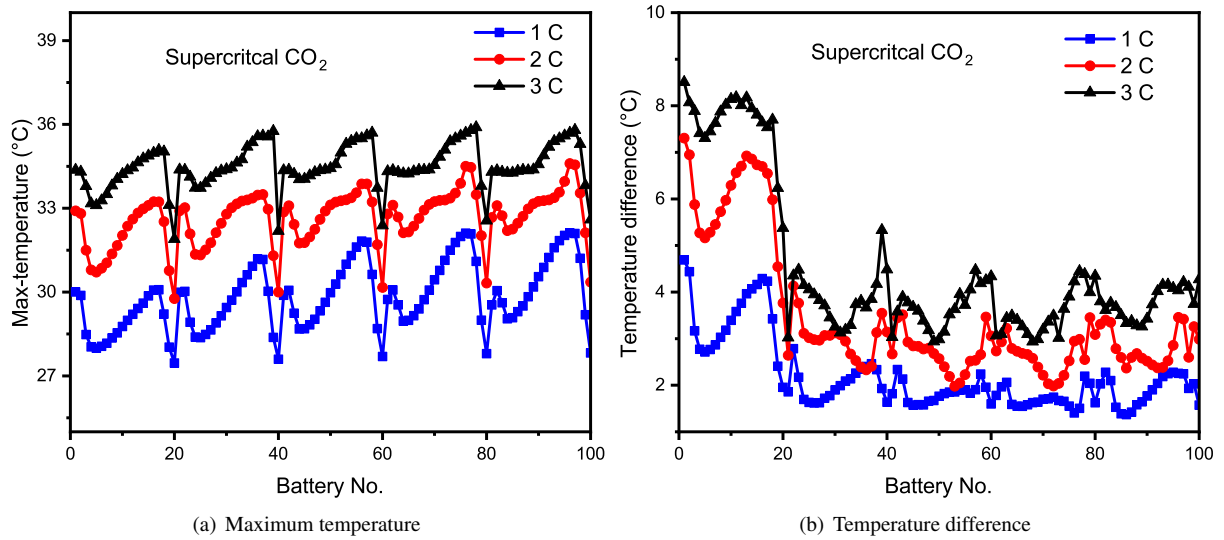 39
36
33
30
27
Max-temperature (°C)
Supercritcal CO₂
1 C
2 C
3 C
0
20
40
60
80
100
Battery No.
(a) Maximum temperature
10
8
6
4
2
Temperature difference (°C)
Supercritcal CO₂
1 C
2 C
3 C
0
20
40
60
80
100
Battery No.
(b) Temperature difference